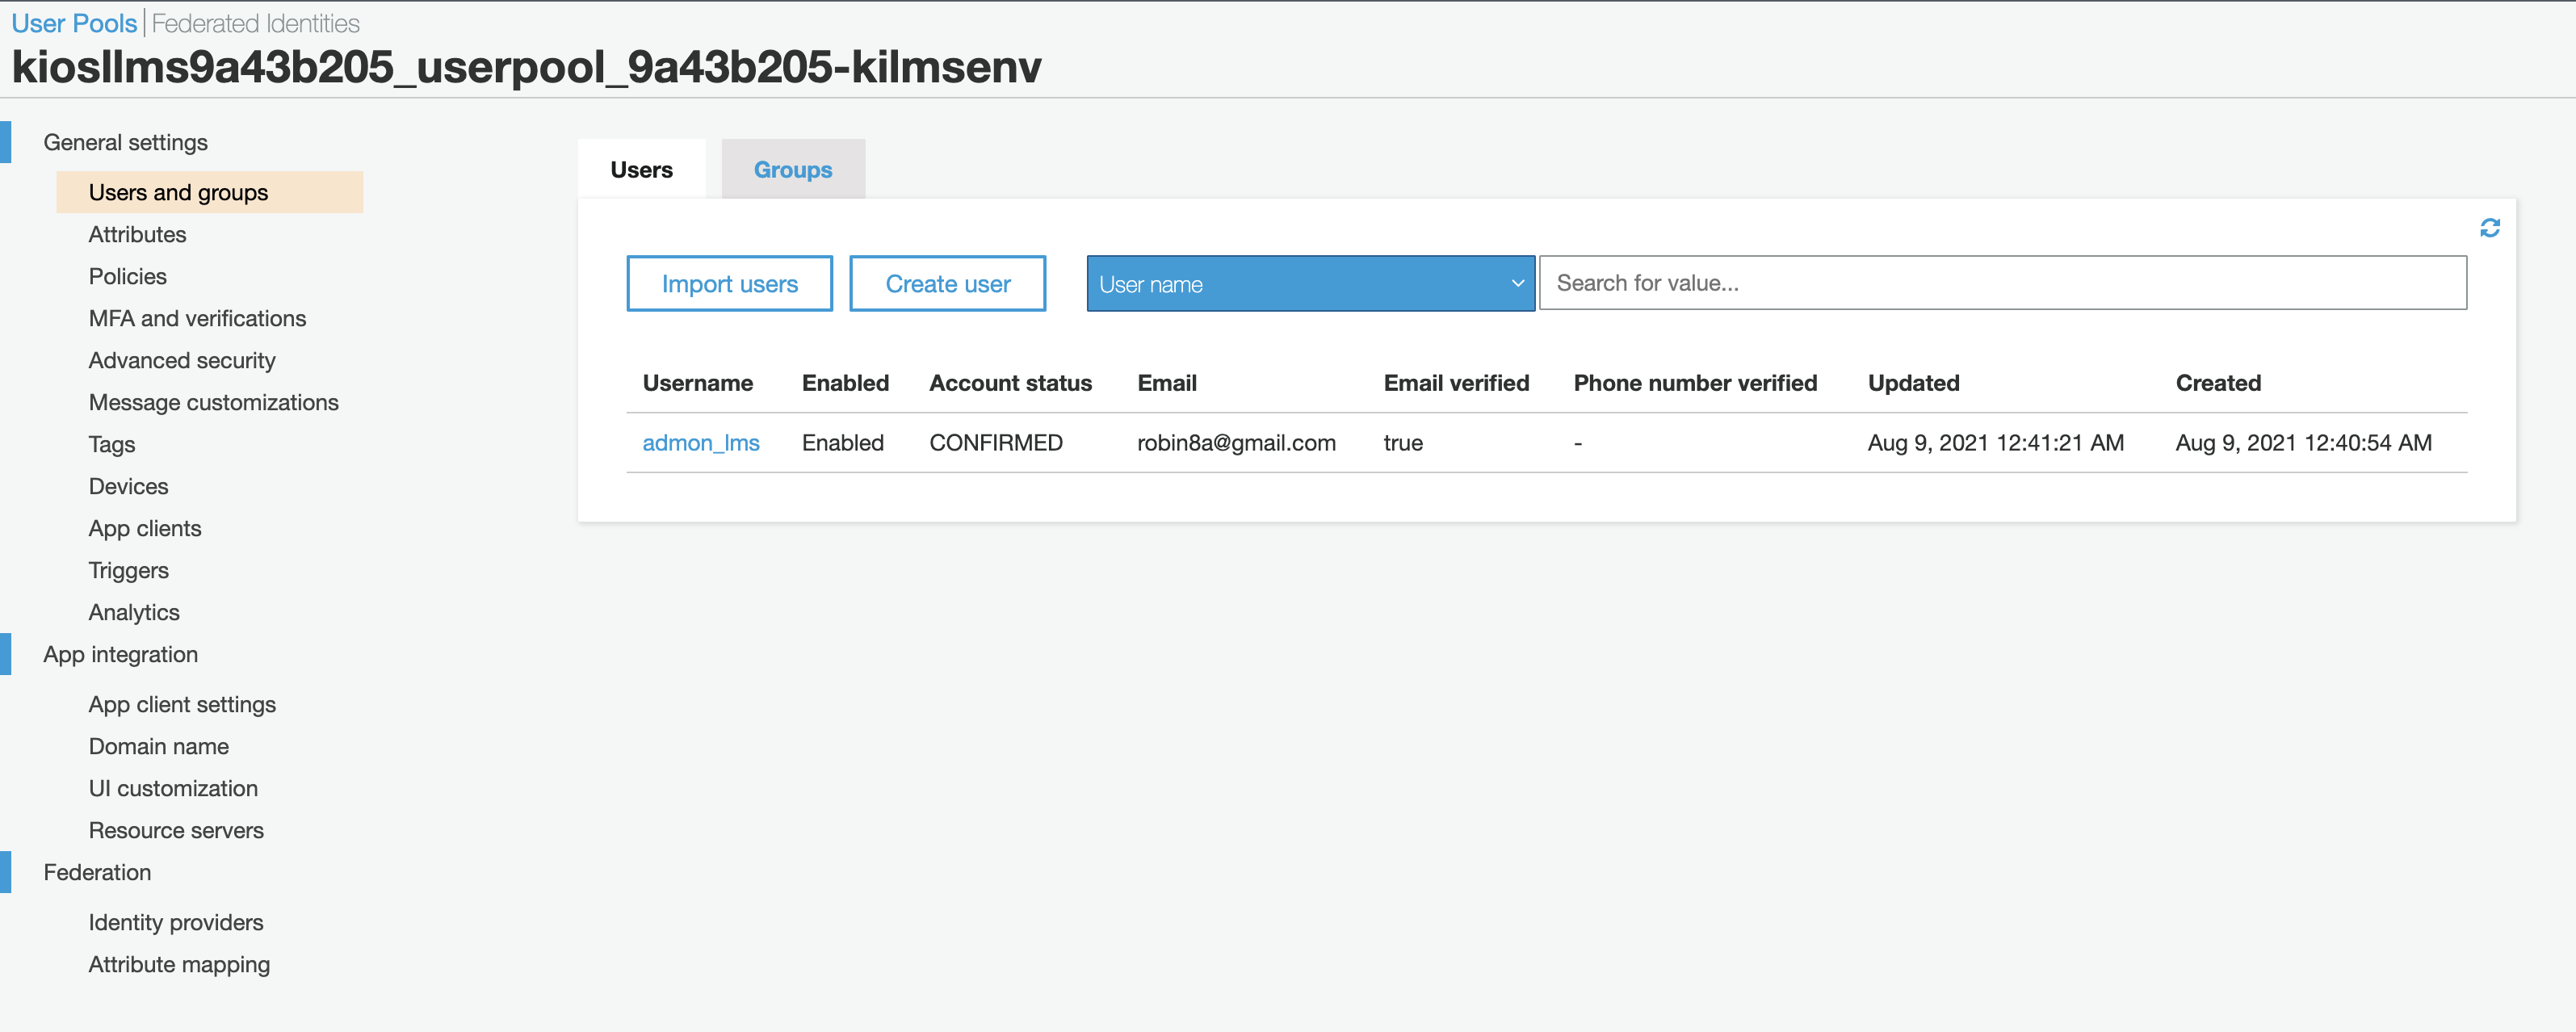 User Pools | Federated Identities
kiosllms9a43b205_userpool_9a43b205-kilmsenv
General settings
Users and groups
Attributes
Policies
MFA and verifications
Advanced security
Message customizations
Tags
Devices
App clients
Triggers
Analytics
App integration
App client settings
Domain name
UI customization
Resource servers
Federation
Identity providers
Attribute mapping
Users Groups
Import users Create user User name Search for value...
Username Enabled Account status Email Email verified Phone number verified Updated Created
admon_lms Enabled CONFIRMED robin8a@gmail.com true - Aug 9, 2021 12:41:21 AM Aug 9, 2021 12:40:54 AM